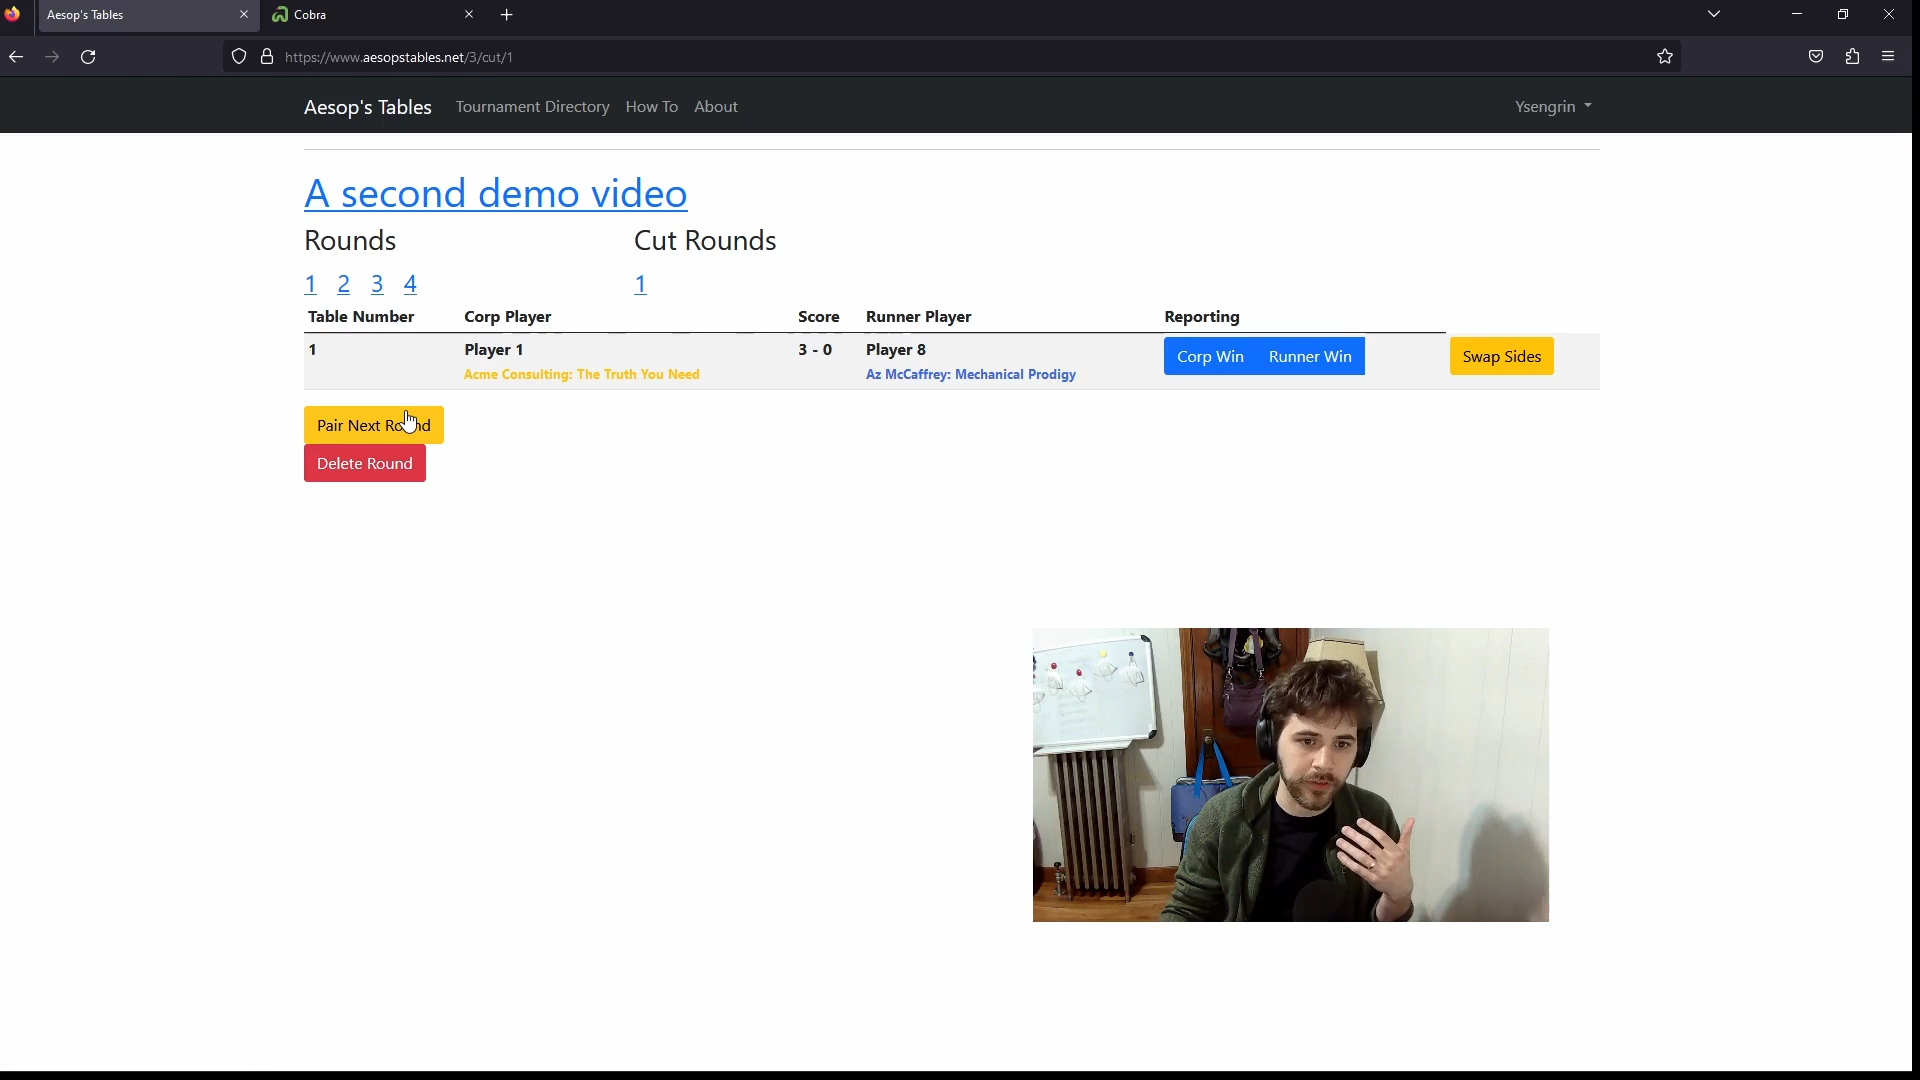 Aesop's Tables
Cobra
https://www.aesopstables.net/3/cut/1
Aesop's Tables Tournament Directory How To About Ysengrin
A second demo video
Rounds Cut Rounds
1 2 3 4 1
Table Number Corp Player Score Runner Player Reporting
1 Player 1 3 - 0 Player 8 Corp Win Runner Win Swap Sides
Acme Consulting: The Truth You Need Az McCaffrey: Mechanical Prodigy
Pair Next Round
Delete Round